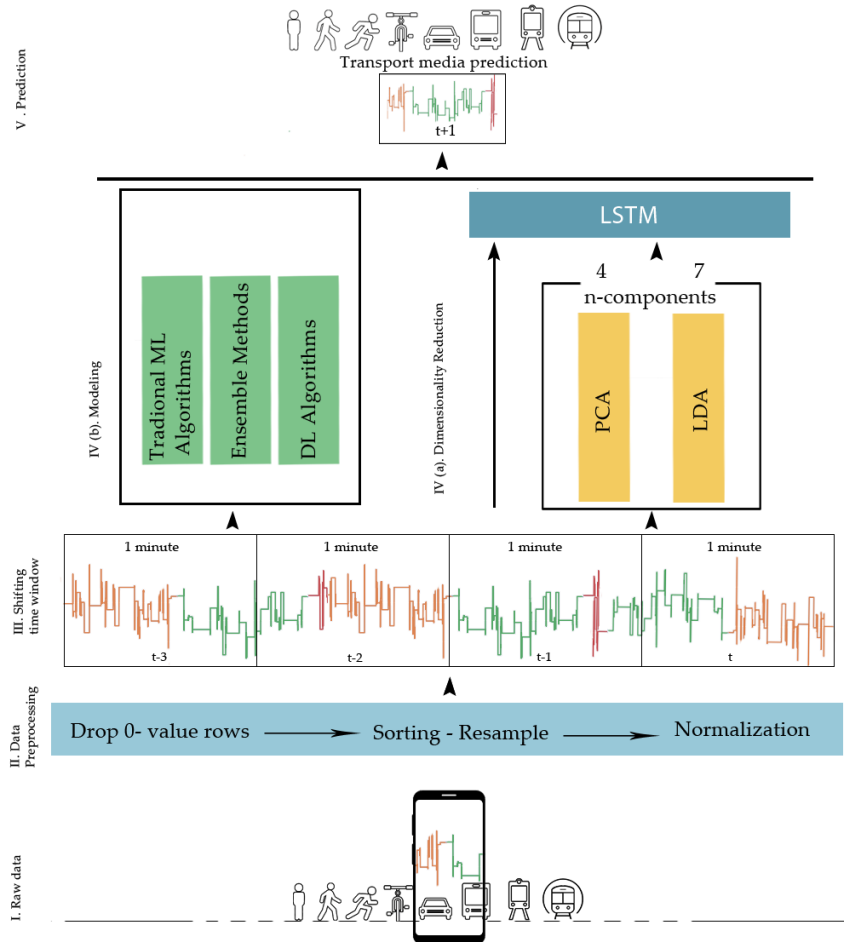 Transport media prediction
t+1
V . Prediction
LSTM
4 7
n-components
PCA
LDA
IV (a). Dimensionality Reduction
Tradional ML
Algorithms
Ensemble Methods
DL Algorithms
IV (b). Modeling
1 minute 1 minute 1 minute 1 minute
t-3 t-2 t-1 t
III. Shifting
time window
Drop 0- value rows Sorting - Resample Normalization
II. Data
Preprocessing
I. Raw data